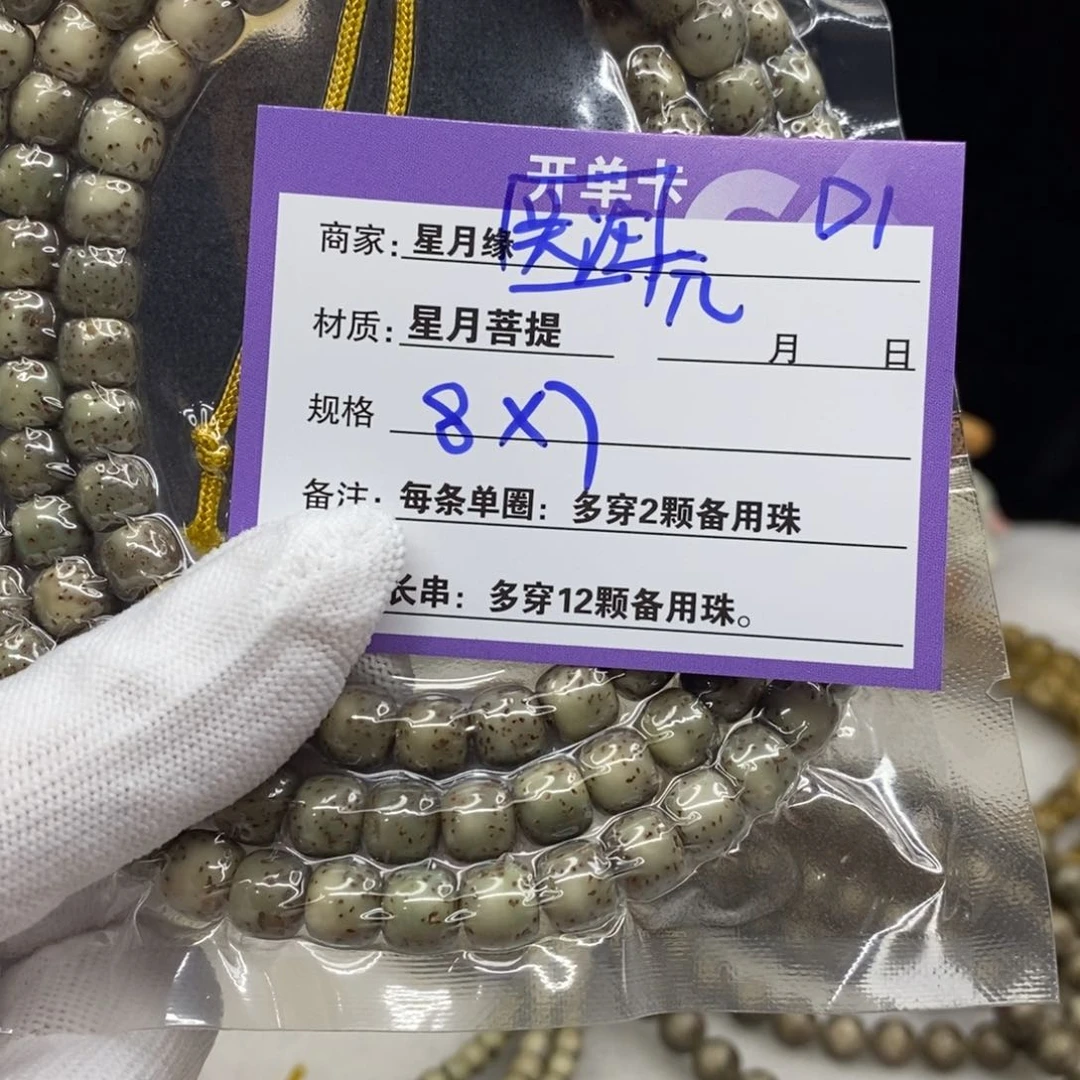 开单卡
D1
商家：星月缘
元
材质：星月菩提 月 日
规格 8X7
备注：每条单圈：多穿2颗备用珠
长串：多穿12颗备用珠。